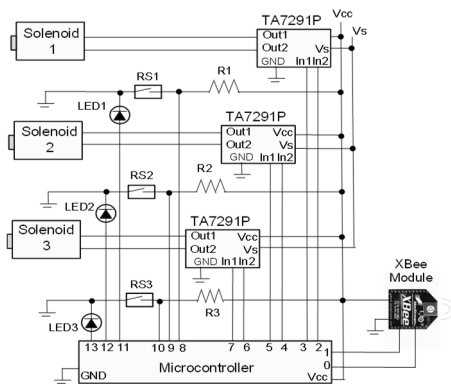 Vcc
TA7291P
Vs
Solenoid
1
Out1
Out2
Vs
GND
In1 In2
RS1
R1
LED1
TA7291P
Solenoid
2
Out1
Vcc
Out2
Vs
GND
In1 In2
RS2
R2
LED2
TA7291P
Solenoid
3
Out1
Out2
Vcc
Vs
GND
In1 In2
XBee
Module
XBee
RS3
R3
LED3
13 12 11 10 9 8 7 6 5 4 3 2
1
0
GND
Microcontroller
Vcc